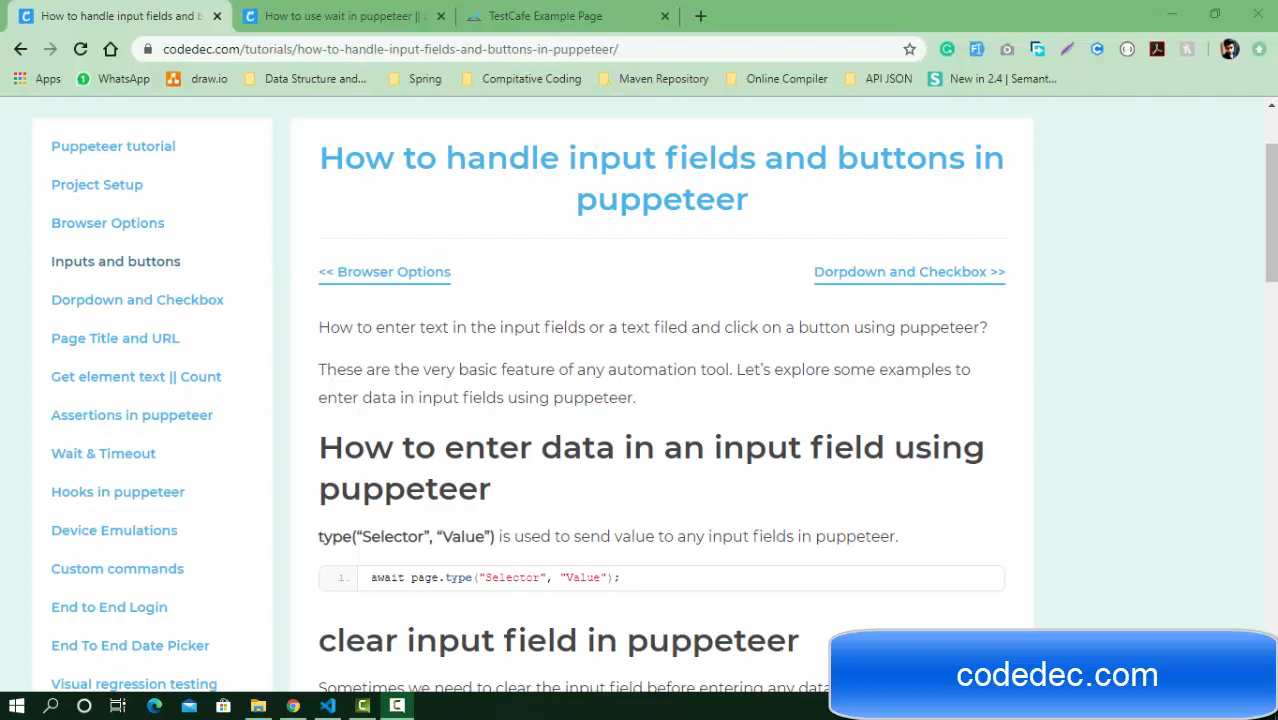 How to handle input fields and b
How to use wait in puppeteer ||
TestCafe Example Page
codedec.com/tutorials/how-to-handle-input-fields-and-buttons-in-puppeteer/
Apps
WhatsApp
draw.io
Data Structure and...
Spring
Compitative Coding
Maven Repository
Online Compiler
API JSON
New in 2.4 | Semant...
Puppeteer tutorial
Project Setup
Browser Options
Inputs and buttons
Dorpdown and Checkbox
Page Title and URL
Get element text || Count
Assertions in puppeteer
Wait & Timeout
Hooks in puppeteer
Device Emulations
Custom commands
End to End Login
End To End Date Picker
Visual regression testing
How to handle input fields and buttons in
puppeteer
<< Browser Options
Dorpdown and Checkbox >>
How to enter text in the input fields or a text filed and click on a button using puppeteer?
These are the very basic feature of any automation tool. Let's explore some examples to
enter data in input fields using puppeteer.
How to enter data in an input field using
puppeteer
type("Selector", "Value") is used to send value to any input fields in puppeteer.
1. await page.type("Selector", "Value");
clear input field in puppeteer
Sometimes we need to clear the input field before entering any data
codedec.com